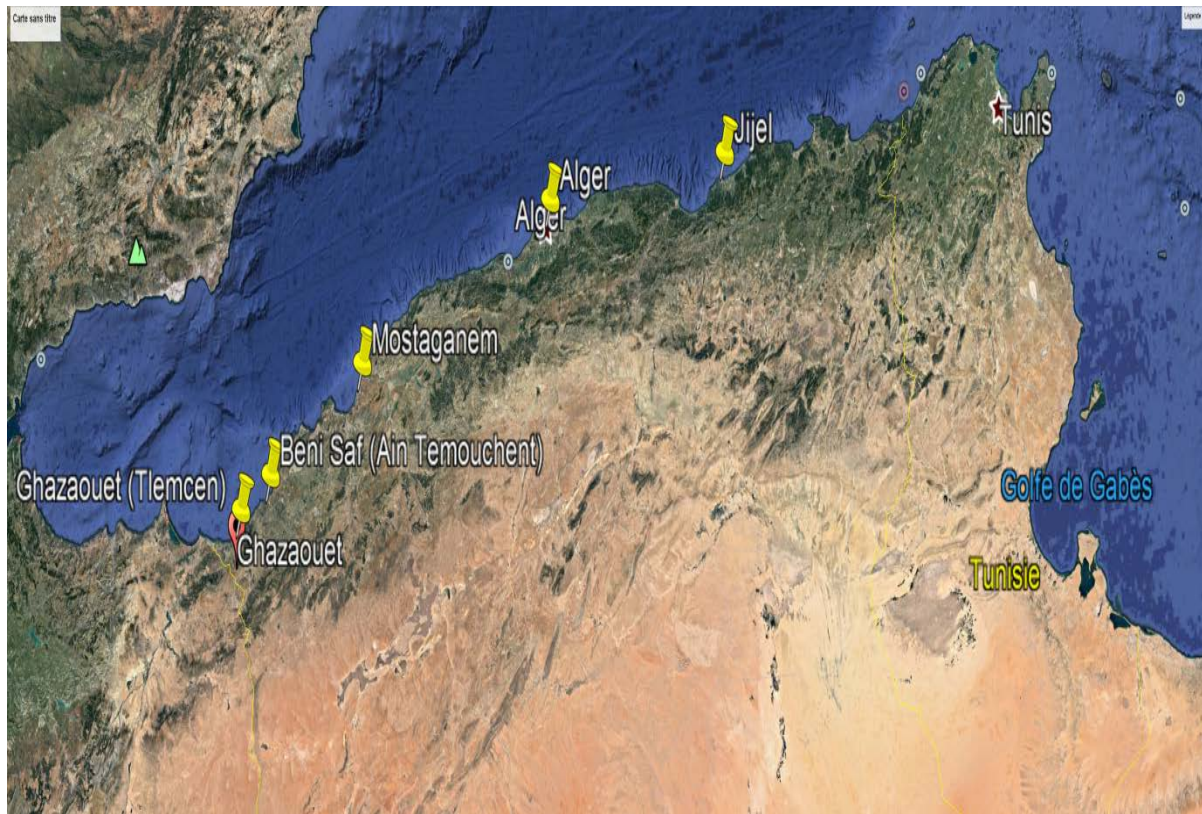 Carte sans titre
Légende
Tunis
Jijel
Alger
Alger
Mostaganem
Beni Saf (Ain Temouchent)
Ghazaouet (Tlemcen)
Ghazaouet
Golfe de Gabès
Tunisie